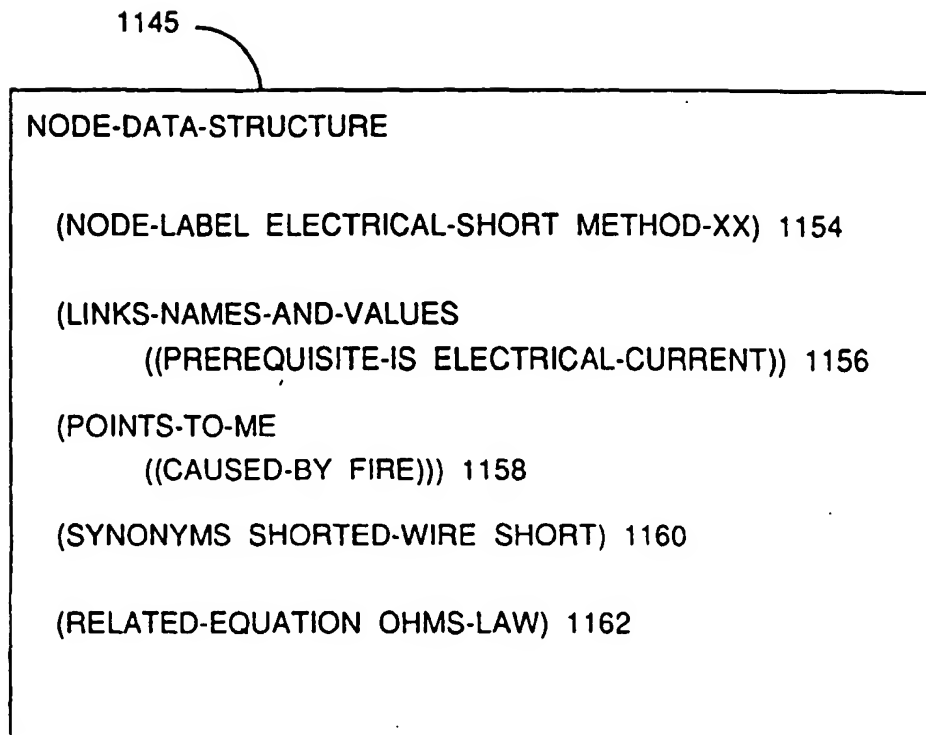 1145
NODE-DATA-STRUCTURE
(NODE-LABEL ELECTRICAL-SHORT METHOD-XX) 1154
(LINKS-NAMES-AND-VALUES
((PREREQUISITE-IS ELECTRICAL-CURRENT)) 1156
(POINTS-TO-ME
((CAUSED-BY FIRE))) 1158
(SYNONYMS SHORTED-WIRE SHORT) 1160
(RELATED-EQUATION OHMS-LAW) 1162